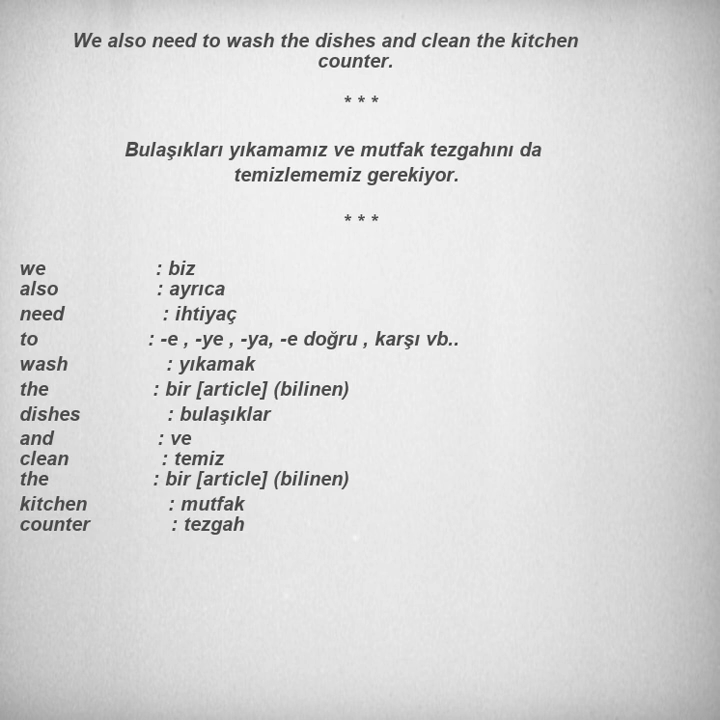 We also need to wash the dishes and clean the kitchen
counter.
* * *
Bulaşıkları yıkamamız ve mutfak tezgahını da
temizlememiz gerekiyor.
* * *
we : biz
also : ayrıca
need : ihtiyaç
to : -e , -ye , -ya, -e doğru , karşı vb..
wash : yıkamak
the : bir [article] (bilinen)
dishes : bulaşıklar
and : ve
clean : temiz
the : bir [article] (bilinen)
kitchen : mutfak
counter : tezgah